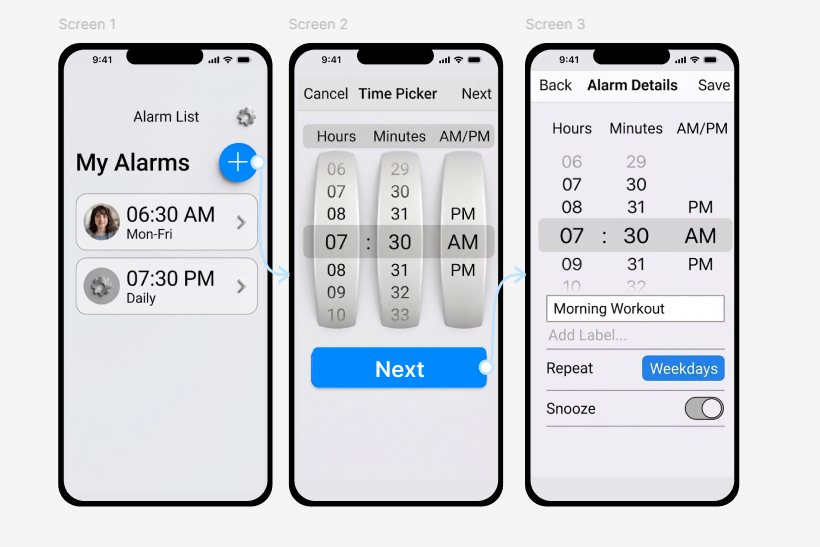 Screen 1
9:41
Alarm List
My Alarms
06:30 AM
Mon-Fri
07:30 PM
Daily
Screen 2
9:41
Cancel Time Picker Next
Hours Minutes AM/PM
06 29
07 30
08 31 PM
07 : 30 AM
08 31 PM
09 32
10 33
Next
Screen 3
9:41
Back Alarm Details Save
Hours Minutes AM/PM
06 29
07 30
08 31 PM
07 : 30 AM
09 31 PM
10 32
Morning Workout
Add Label...
Repeat Weekdays
Snooze